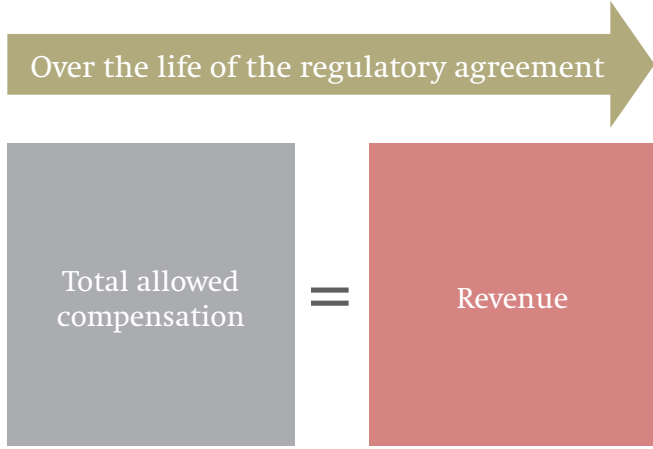 Over the life of the regulatory agreement
Total allowed
compensation
=
Revenue